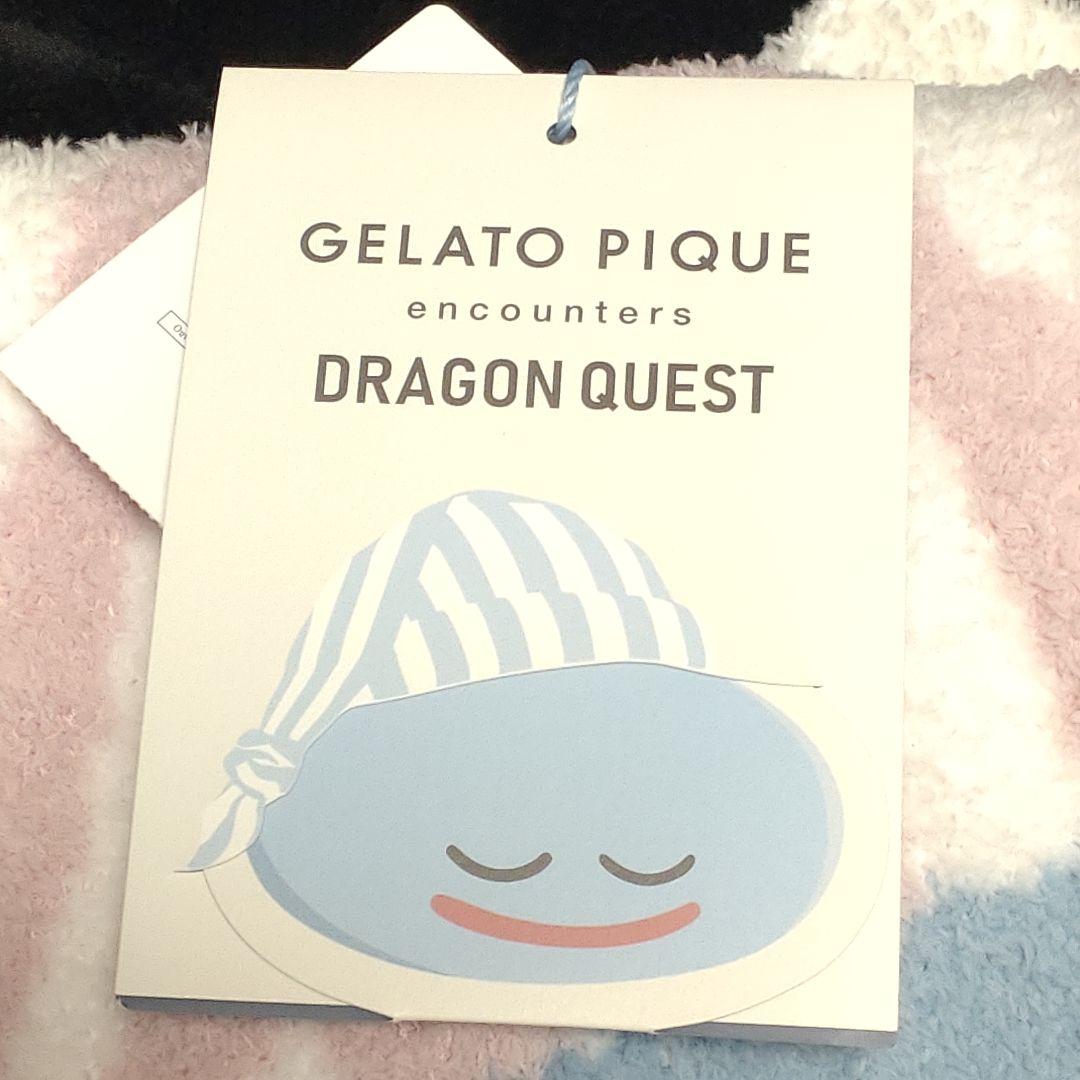 GELATO PIQUE
encounters
DRAGON QUEST